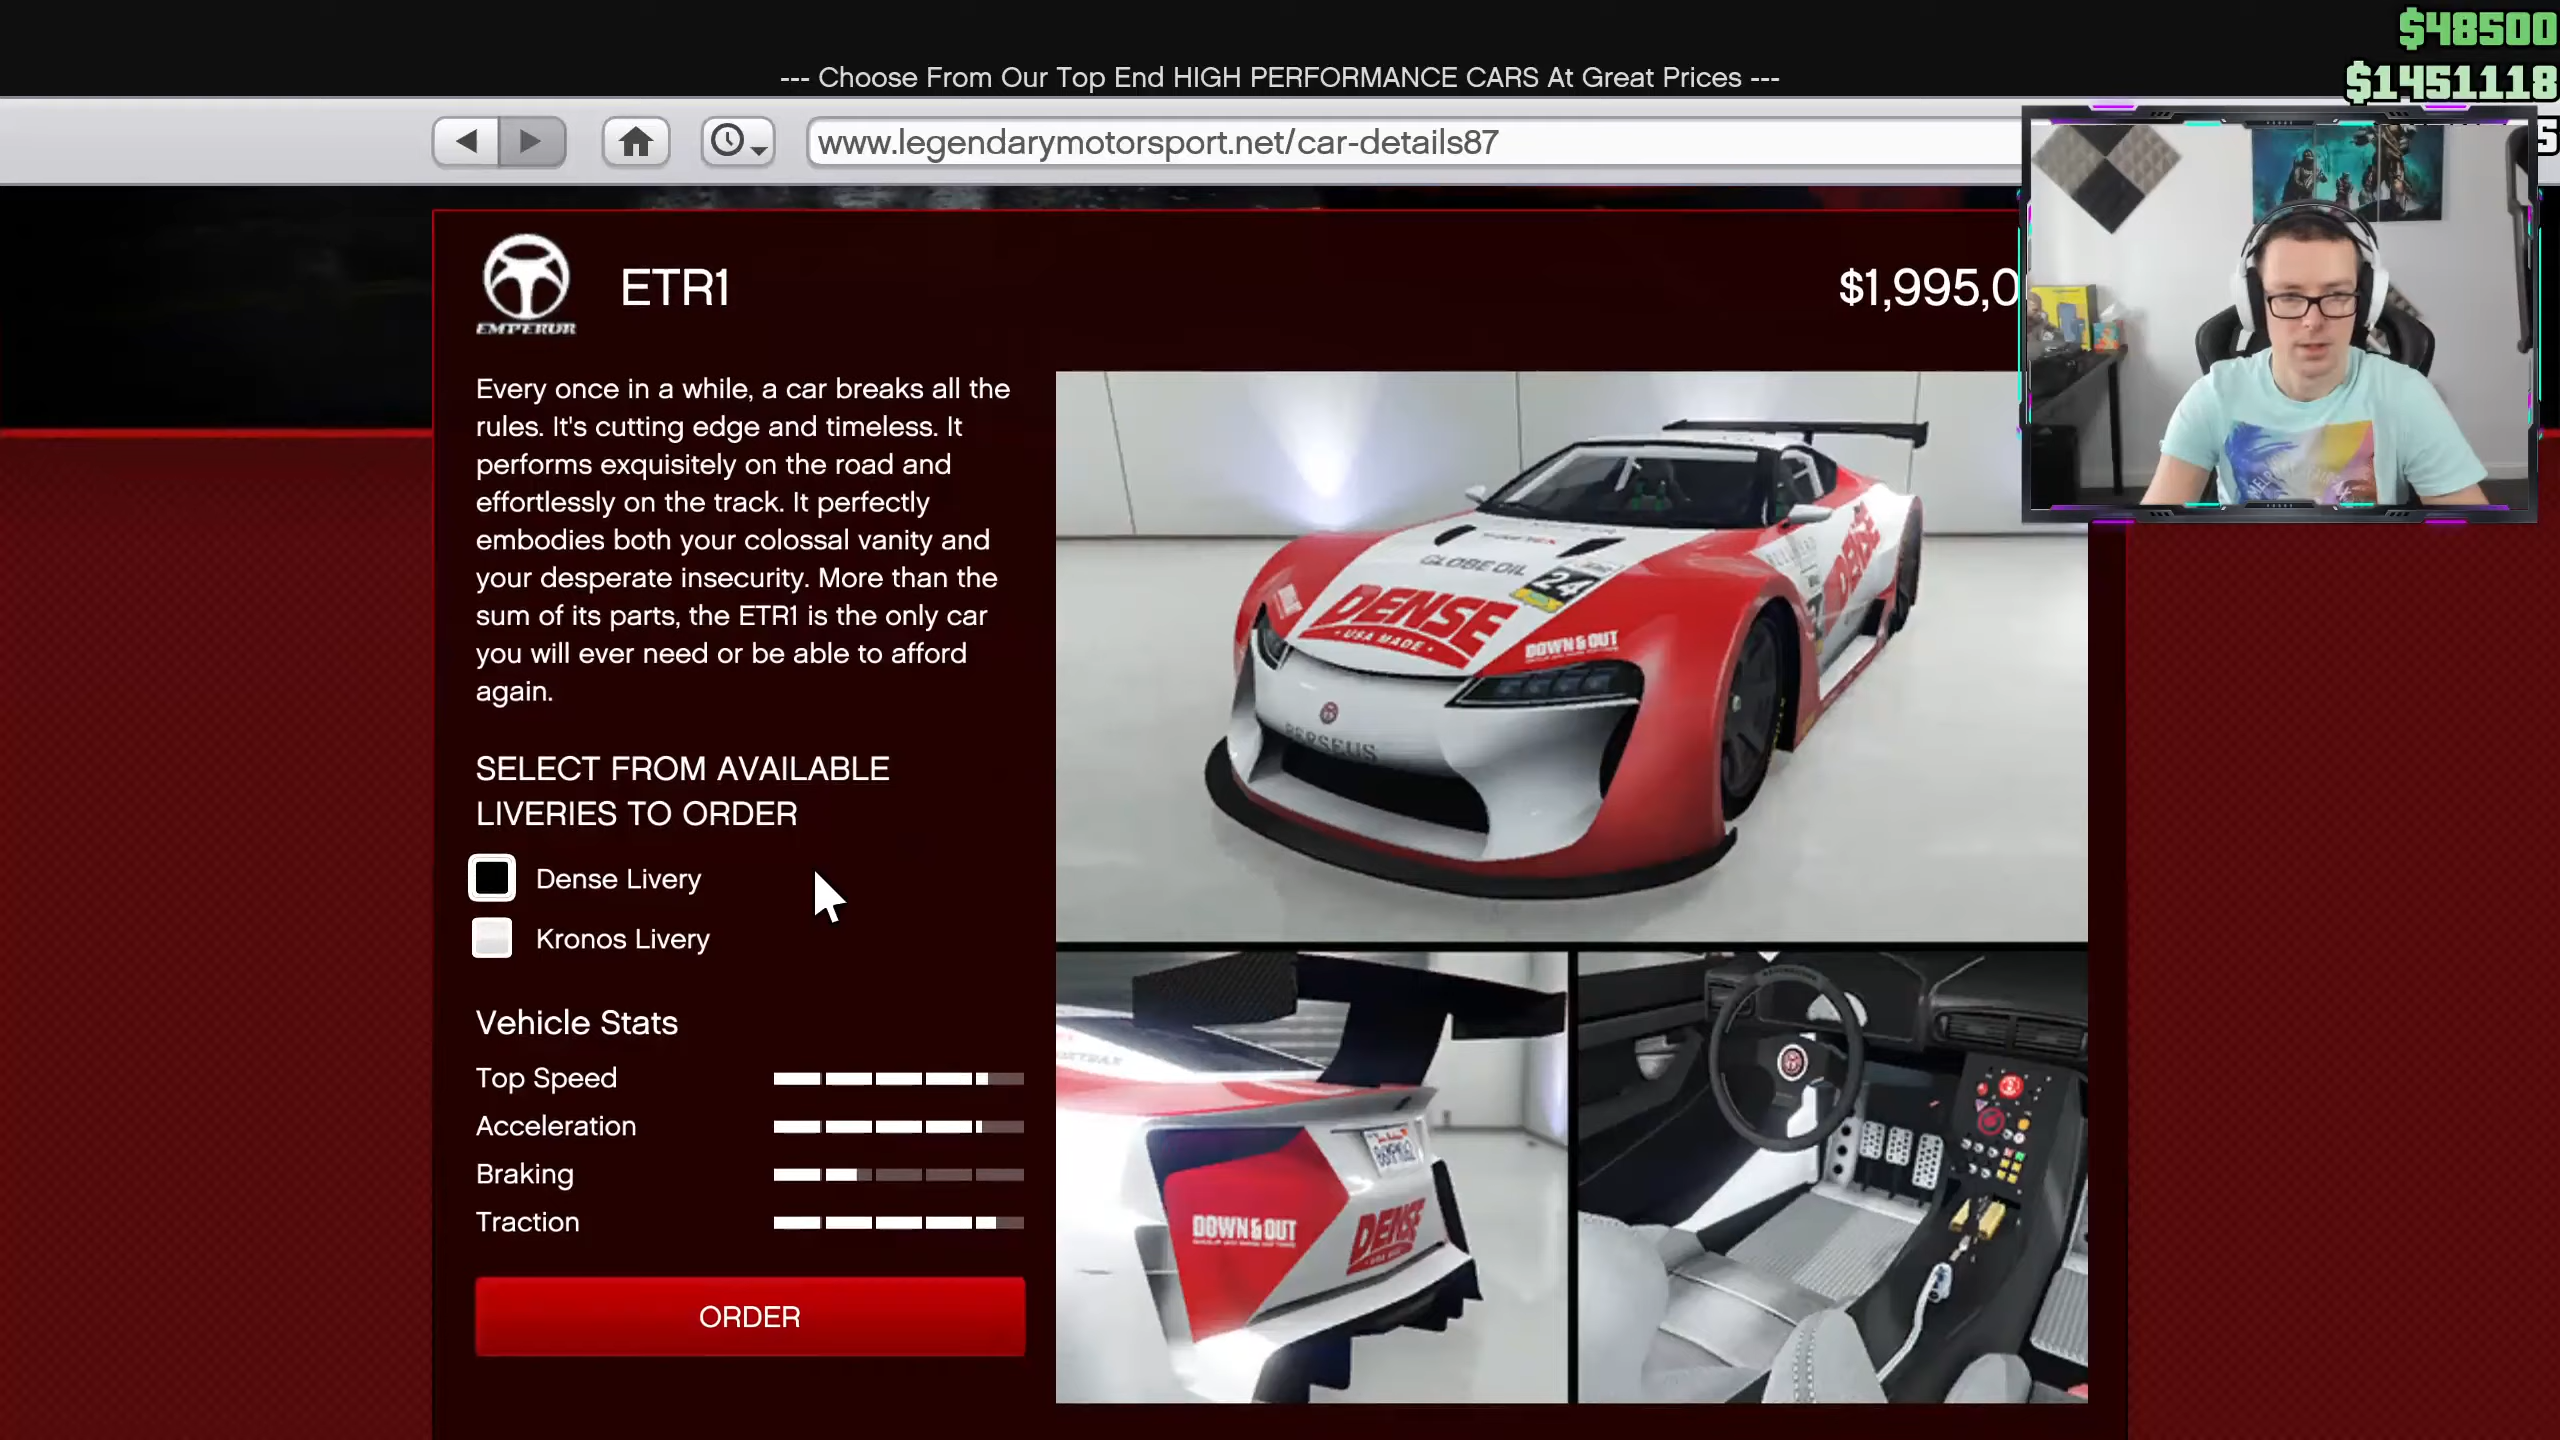 $48500
--- Choose From Our Top End HIGH PERFORMANCE CARS At Great Prices ---
$1451118
www.legendarymotorsport.net/car-details87
5
EMPEROR
ETR1
$1,995,0
Every once in a while, a car breaks all the
rules. It's cutting edge and timeless. It
performs exquisitely on the road and
effortlessly on the track. It perfectly
embodies both your colossal vanity and
your desperate insecurity. More than the
sum of its parts, the ETR1 is the only car
you will ever need or be able to afford
again.
SELECT FROM AVAILABLE
LIVERIES TO ORDER
Dense Livery
Kronos Livery
Vehicle Stats
Top Speed
Acceleration
Braking
Traction
ORDER
GLOBE OIL
24
DENSE
USA MADE
DOWN & OUT
DENSE
BERSEUS
DOWN & OUT
DENSE